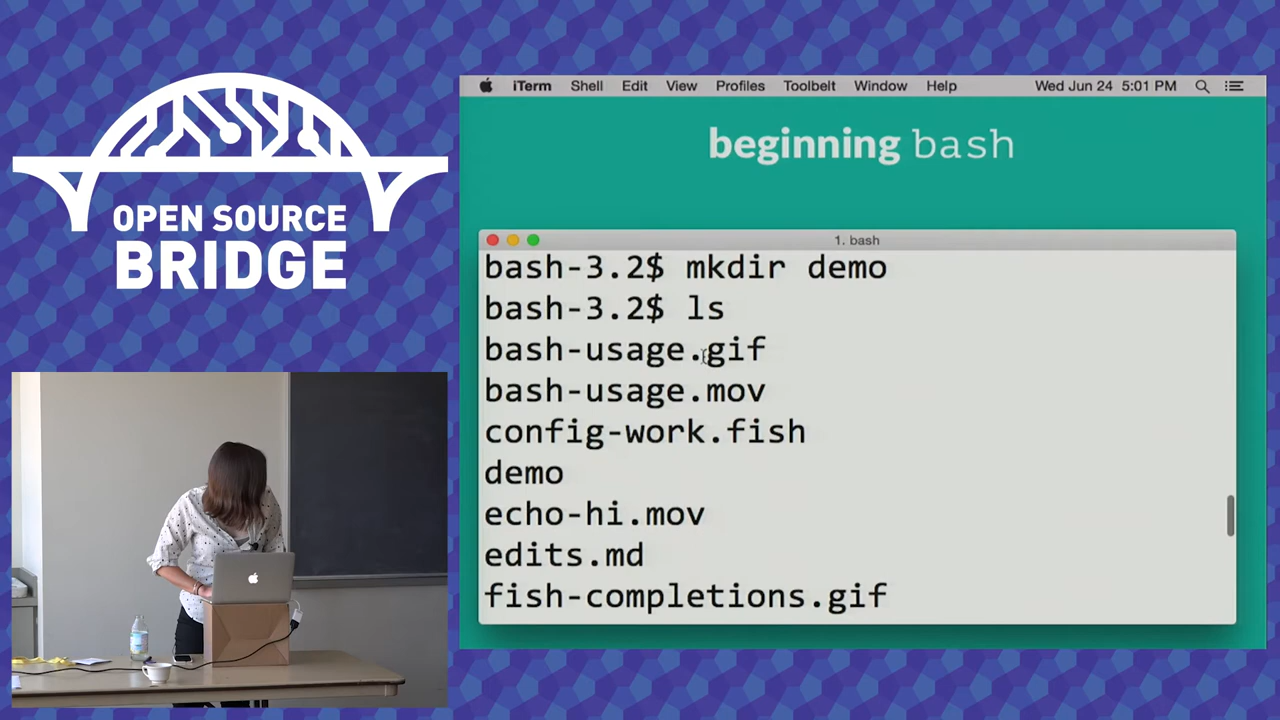 OPEN SOURCE
BRIDGE
iTerm Shell Edit View Profiles Toolbelt Window Help Wed Jun 24 5:01 PM
beginning bash
1. bash
bash-3.2$ mkdir demo
bash-3.2$ ls
bash-usage.gif
bash-usage.mov
config-work.fish
demo
echo-hi.mov
edits.md
fish-completions.gif